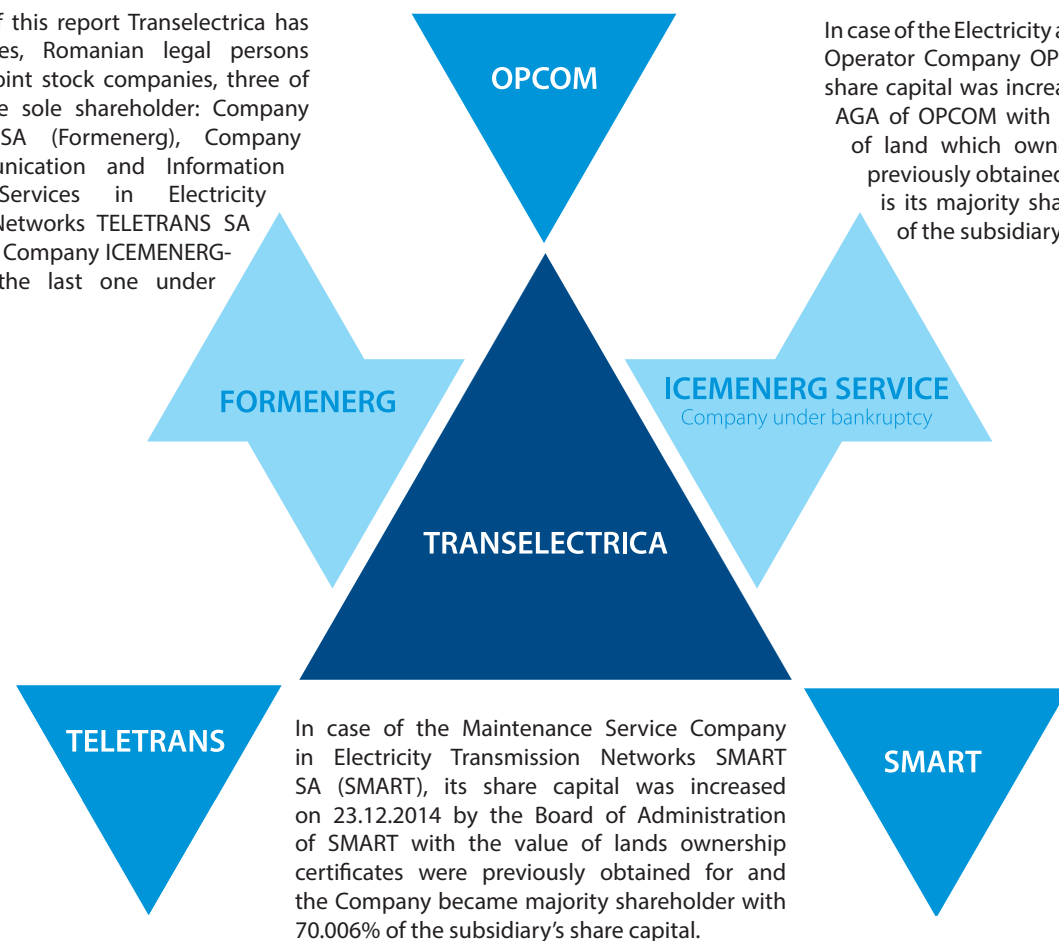 f this report Transelectrica has
es, Romanian legal persons
oint stock companies, three of
e sole shareholder: Company
SA (Formenerg), Company
unication and Information
Services in Electricity
Networks TELETRANS SA
Company ICEMENERG-
the last one under
OPCOM
In case of the Electricity a
Operator Company OP
share capital was increa
AGA of OPCOM with
of land which owne
previously obtained
is its majority sha
of the subsidiary
FORMENERG
ICEMENERG SERVICE
Company under bankruptcy
TRANSELECTRICA
TELETRANS
In case of the Maintenance Service Company
in Electricity Transmission Networks SMART
SA (SMART), its share capital was increased
on 23.12.2014 by the Board of Administration
of SMART with the value of lands ownership
certificates were previously obtained for and
the Company became majority shareholder with
70.006% of the subsidiary's share capital.
SMART